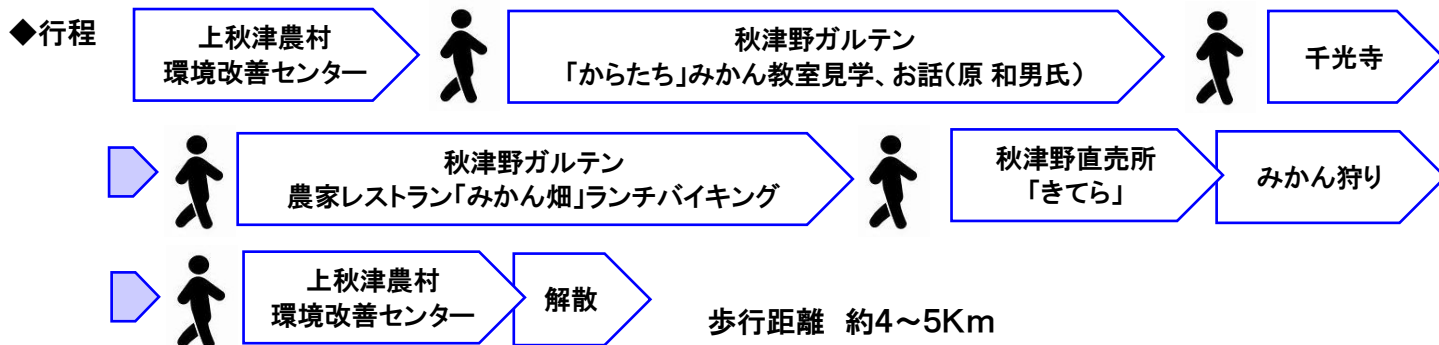 ◆行程
上秋津農村
環境改善センター
秋津野ガルテン
「からたち」みかん教室見学、お話(原 和男氏)
千光寺
秋津野ガルテン
農家レストラン「みかん畑」ランチバイキング
秋津野直売所
「きてら」
みかん狩り
上秋津農村
環境改善センター
解散
歩行距離 約4～5Km